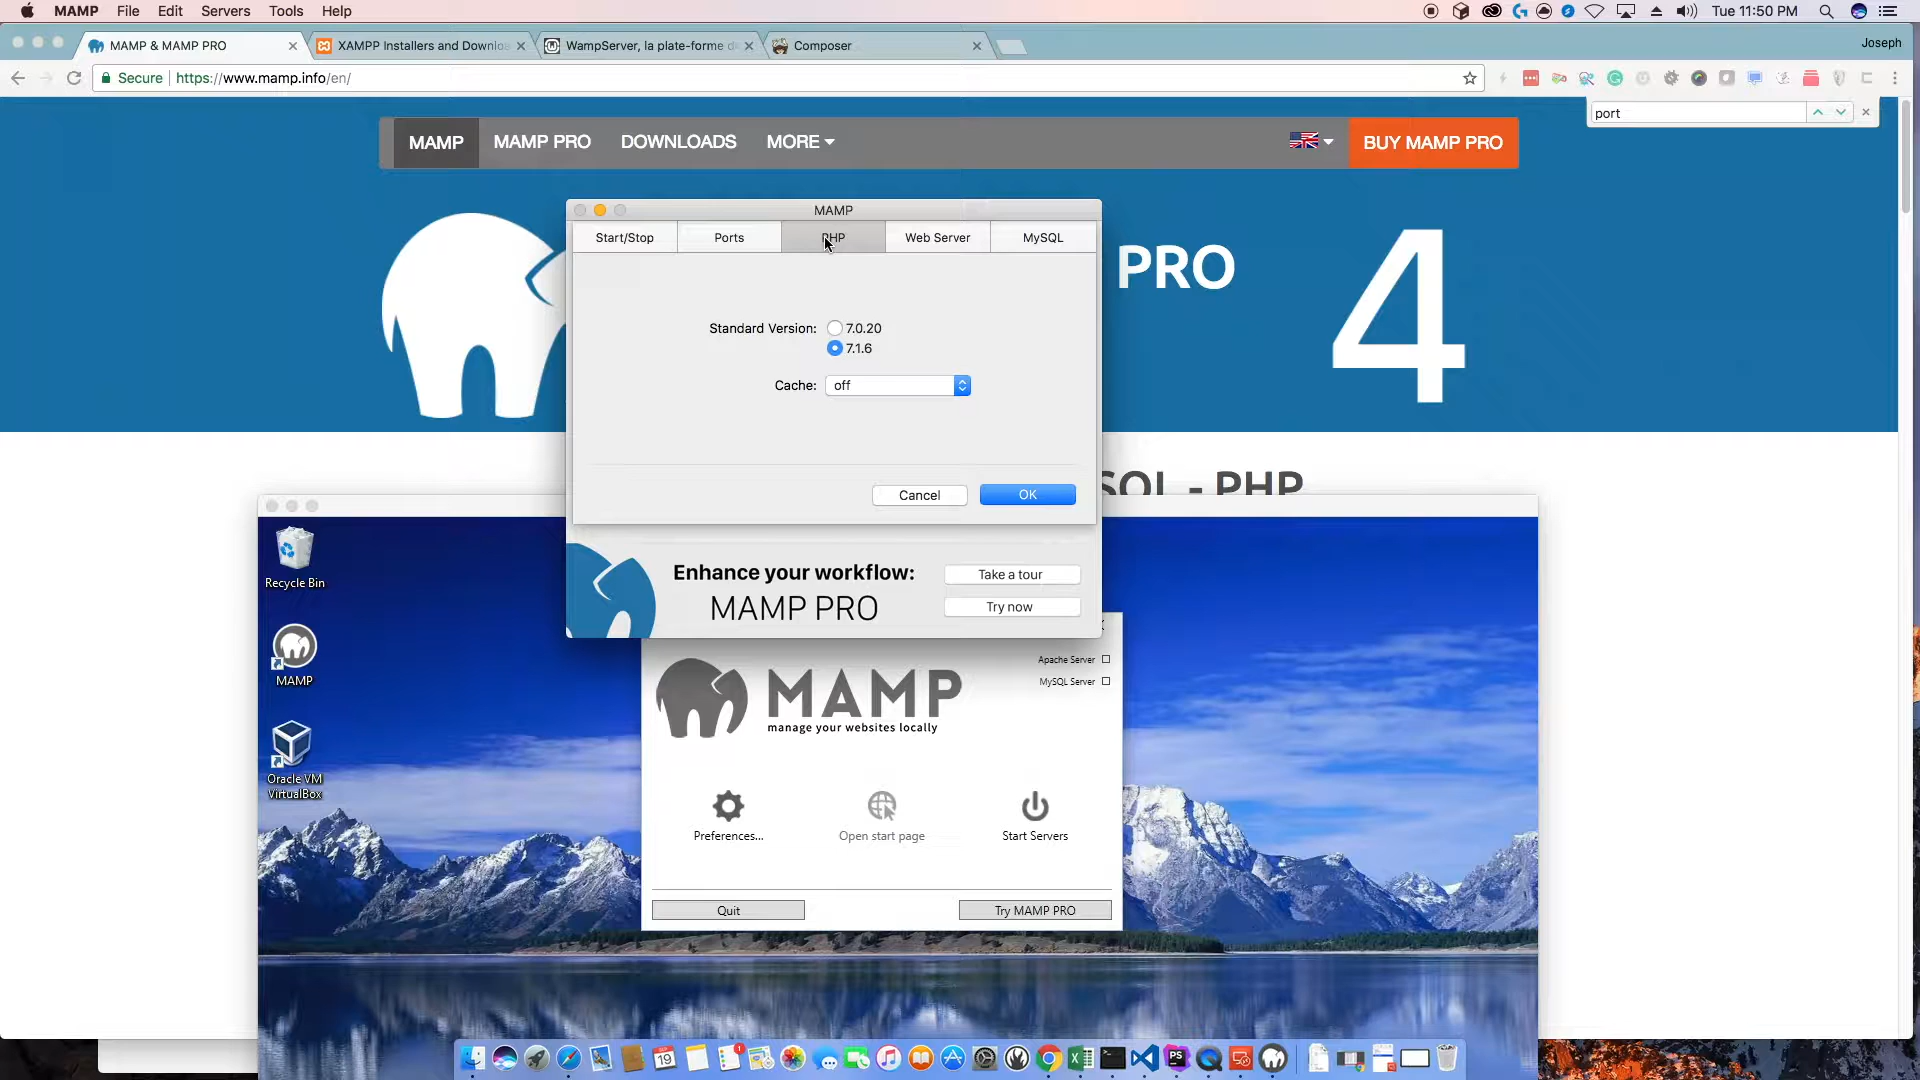 MAMP File Edit Servers Tools Help
Tue 11:50 PM
MAMP & MAMP PRO
XAMPP Installers and Downlo
WampServer, la plate-forme d
Composer
Joseph
Secure https://www.mamp.info/en/
port
MAMP MAMP PRO DOWNLOADS MORE
BUY MAMP PRO
PRO 4
MAMP
Start/Stop Ports PHP Web Server MySQL
Standard Version: 7.0.20
7.1.6
Cache: off
Cancel OK
SQL - PHP
Enhance your workflow:
MAMP PRO
Take a tour
Try now
Recycle Bin
MAMP
Oracle VM
VirtualBox
Apache Server
MySQL Server
MAMP
manage your websites locally
Preferences... Open start page Start Servers
Quit Try MAMP PRO
19
1
PS